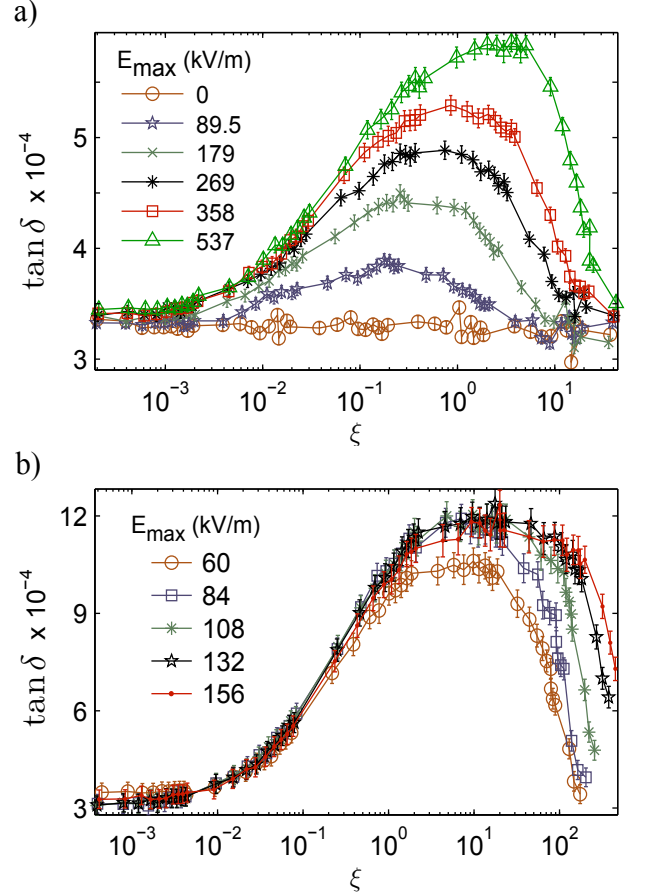 a)
E_max (kV/m)
0
89.5
179
269
358
537
tan δ x 10^-4
5
4
3
10^-3 10^-2 10^-1 10^0 10^1
ξ
b)
E_max (kV/m)
60
84
108
132
156
tan δ x 10^-4
12
9
6
3
10^-3 10^-2 10^-1 10^0 10^1 10^2
ξ